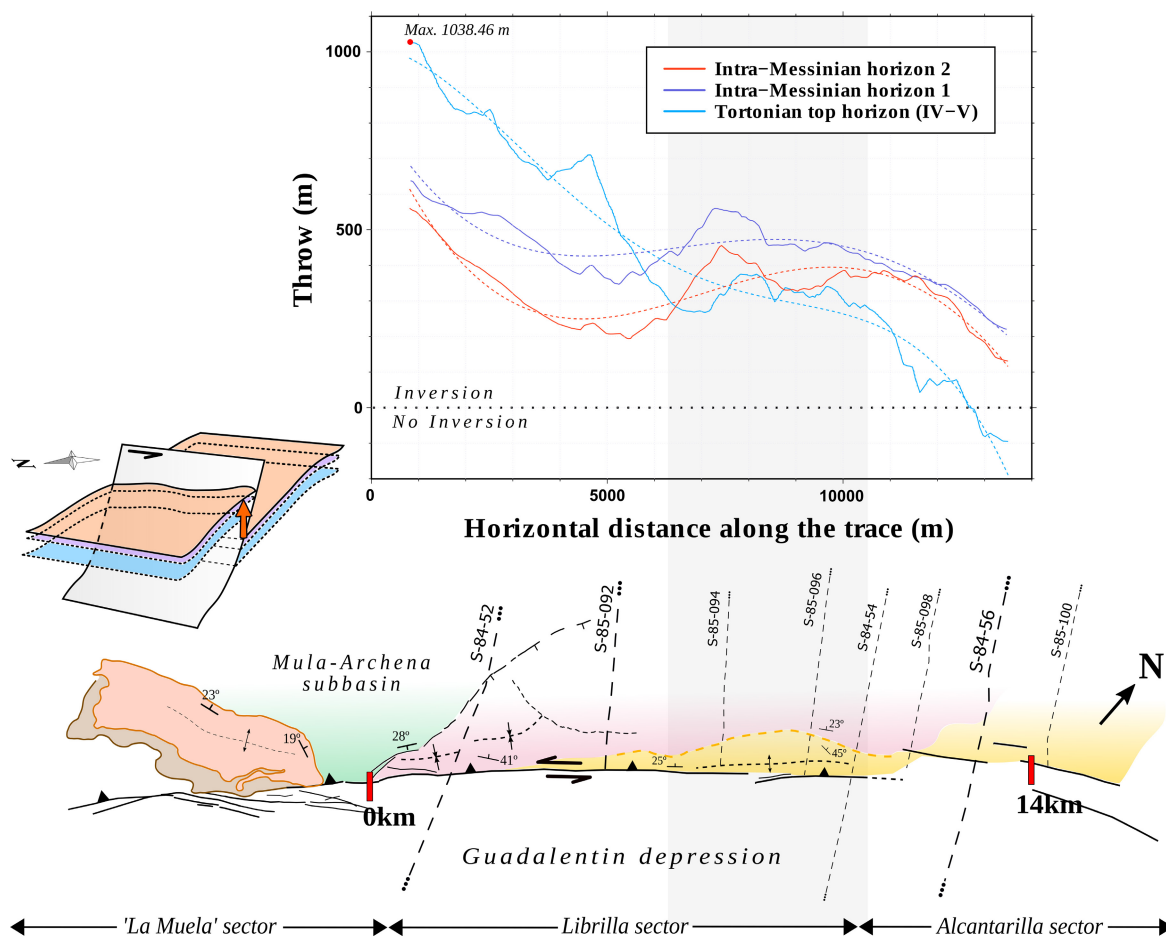 Max. 1038.46 m
1000
500
0
Throw (m)
Intra−Messinian horizon 2
Intra−Messinian horizon 1
Tortonian top horizon (IV−V)
Inversion
No Inversion
0
5000
10000
Horizontal distance along the trace (m)
N
S-84-52
S-85-092
S-85-094
S-85-096
S-84-54
S-85-098
S-84-56
S-85-100
N
Mula-Archena
subbasin
23º
19º
28º
41º
25º
23º
45º
0km
14km
Guadalentin depression
'La Muela' sector
Librilla sector
Alcantarilla sector